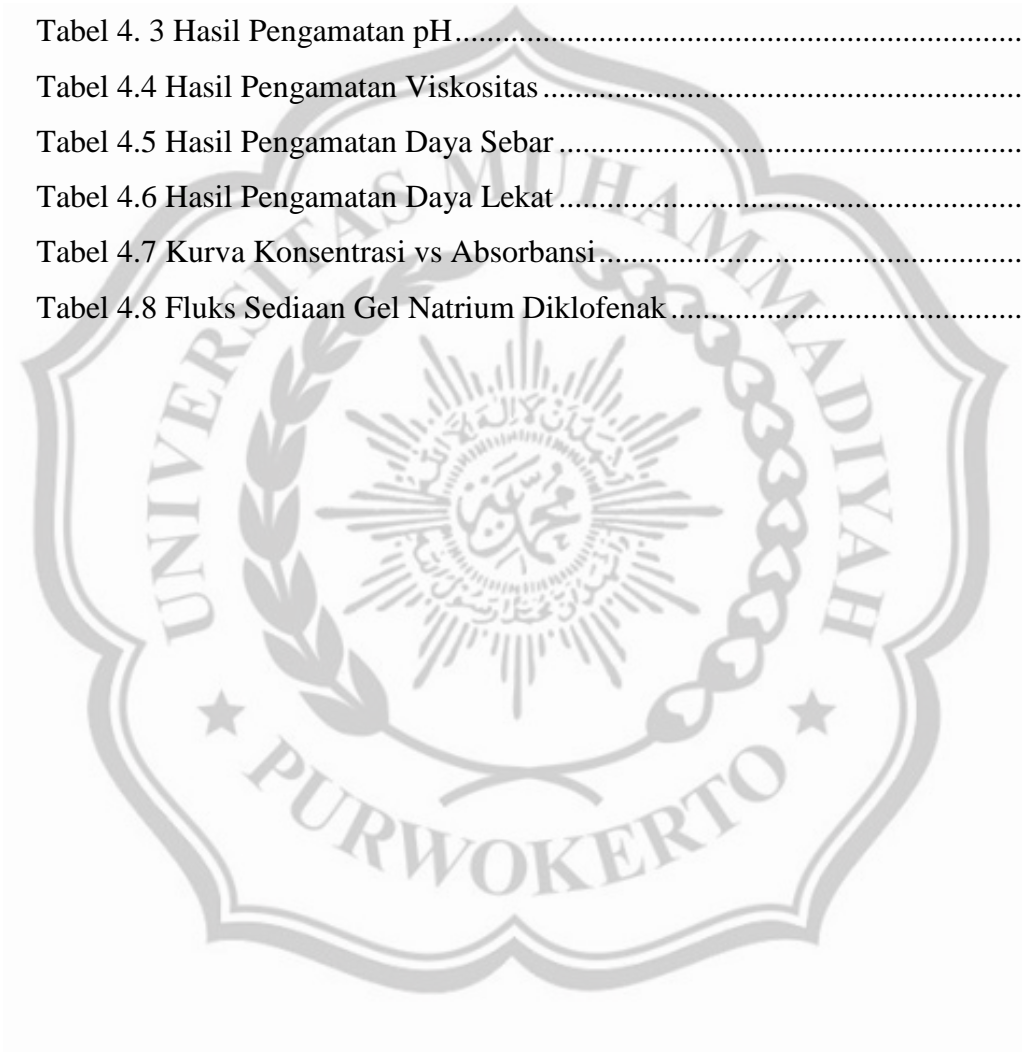 Tabel 4. 3 Hasil Pengamatan pH........................................................................
Tabel 4.4 Hasil Pengamatan Viskositas............................................................
Tabel 4.5 Hasil Pengamatan Daya Sebar..........................................................
Tabel 4.6 Hasil Pengamatan Daya Lekat..........................................................
Tabel 4.7 Kurva Konsentrasi vs Absorbansi.....................................................
Tabel 4.8 Fluks Sediaan Gel Natrium Diklofenak............................................
UNIVERSITAS MUHAMMADIYAH
PURWOKERTO